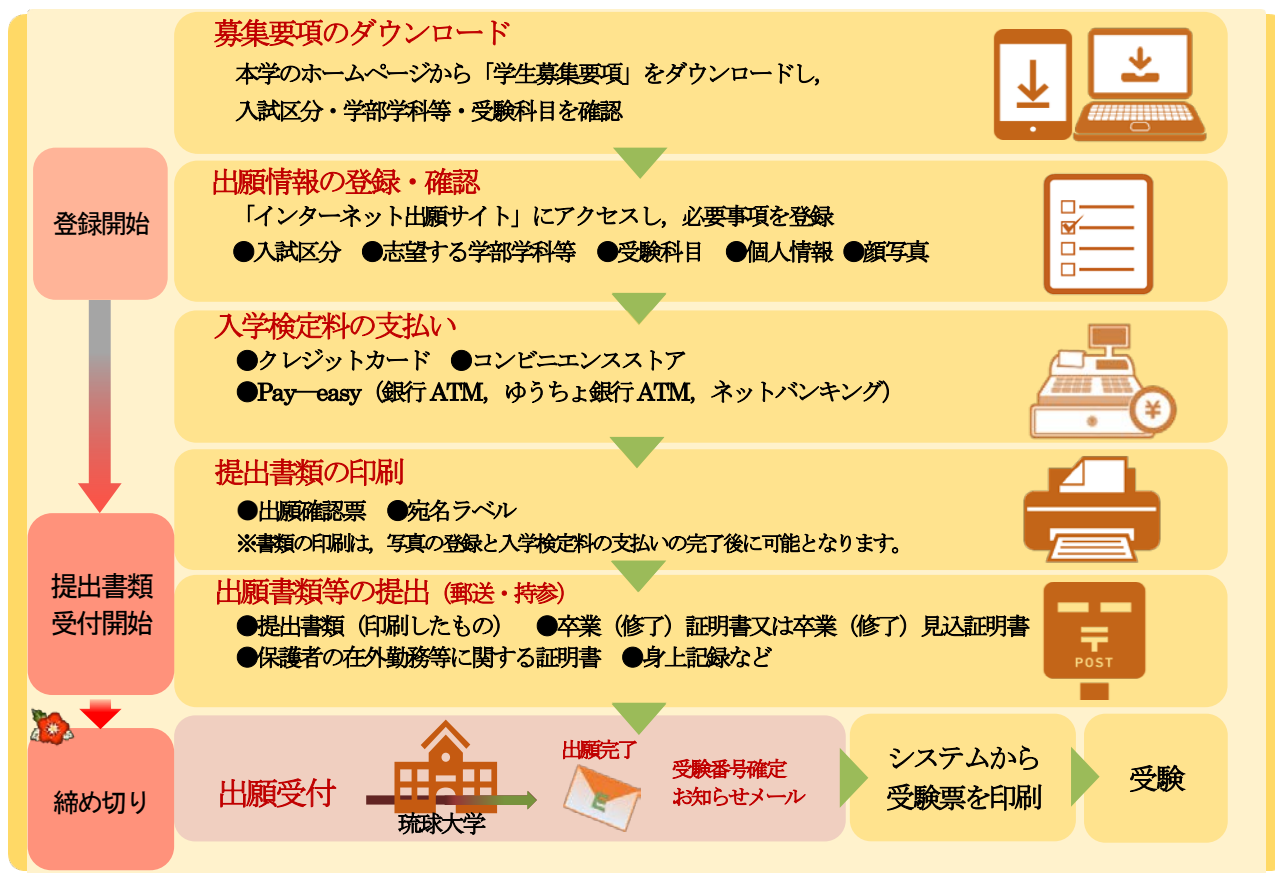 募集要項のダウンロード
本学のホームページから「学生募集要項」をダウンロードし，
入試区分・学部学科等・受験科目を確認
登録開始
出願情報の登録・確認
「インターネット出願サイト」にアクセスし，必要事項を登録
●入試区分　●志望する学部学科等　●受験科目　●個人情報 ●顔写真
入学検定料の支払い
●クレジットカード　●コンビニエンスストア
●Pay―easy（銀行 ATM，ゆうちょ銀行 ATM，ネットバンキング）
¥
提出書類の印刷
●出願確認票　●宛名ラベル
※書類の印刷は，写真の登録と入学検定料の支払いの完了後に可能となります。
提出書類
受付開始
出願書類等の提出（郵送・持参）
●提出書類（印刷したもの）　●卒業（修了）証明書又は卒業（修了）見込証明書
●保護者の在外勤務等に関する証明書　●身上記録など
〒
POST
締め切り
出願受付
琉球大学
出願完了
E
受験番号確定
お知らせメール
システムから
受験票を印刷
受験